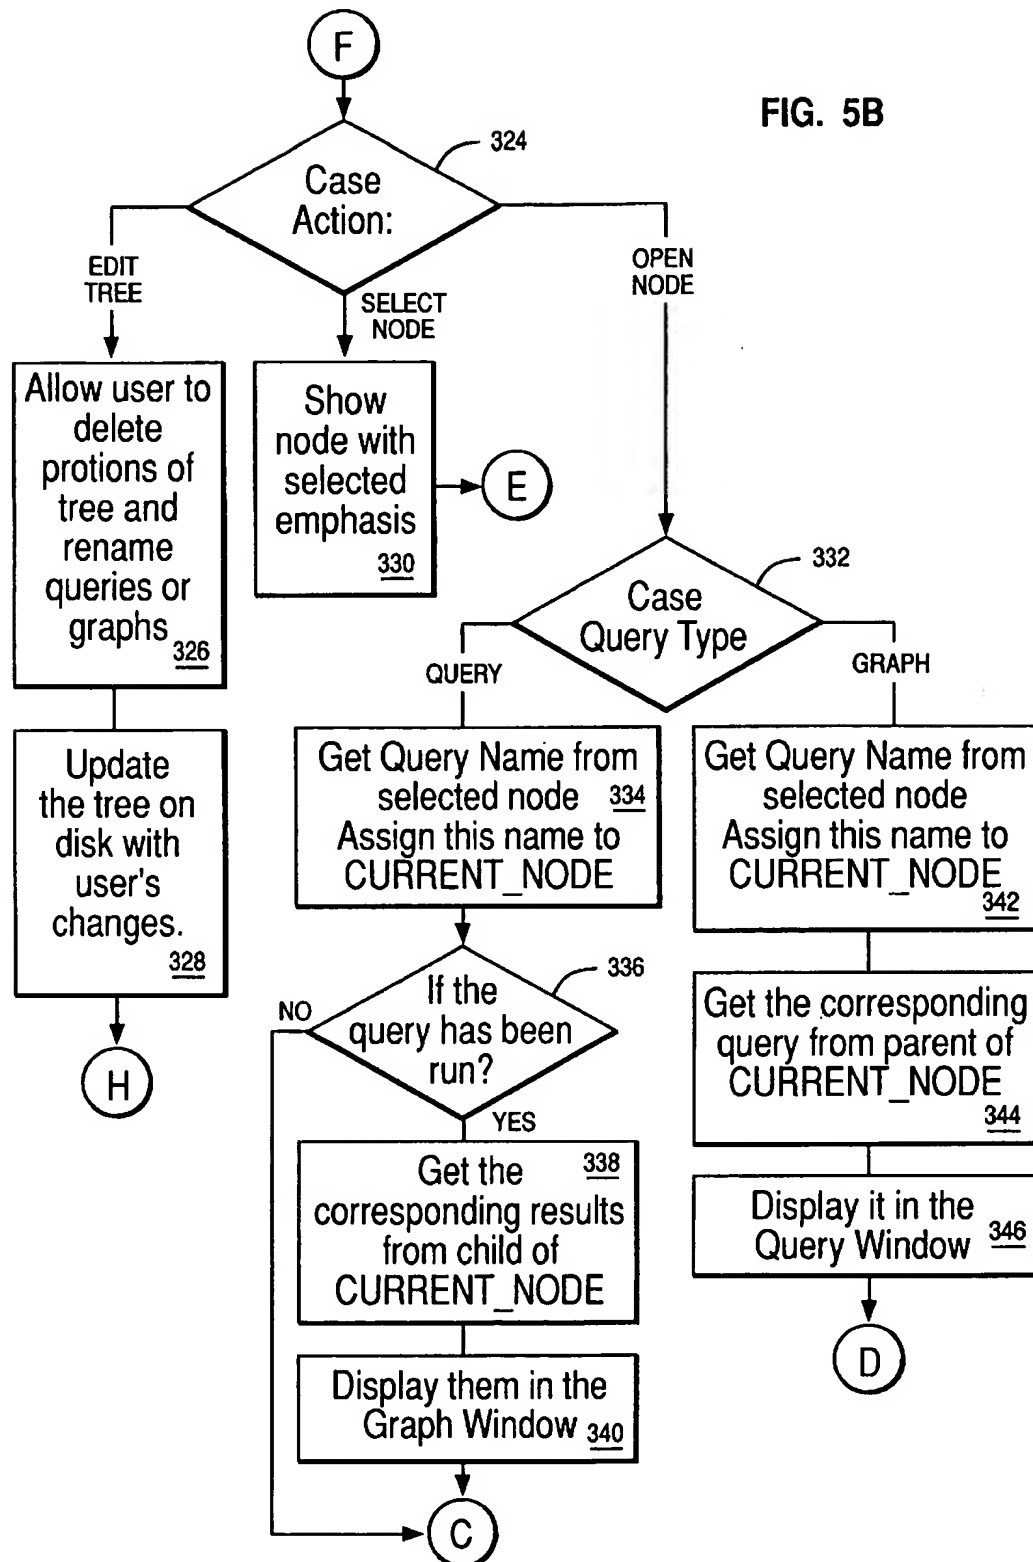 F
FIG. 5B
324
Case
Action:
EDIT
TREE
SELECT
NODE
OPEN
NODE
Allow user to
delete
protions of
tree and
rename
queries or
graphs
326
Show
node with
selected
emphasis
330
E
332
Case
Query Type
QUERY
GRAPH
Update
the tree on
disk with
user's
changes.
328
H
Get Query Name from
selected node 334
Assign this name to
CURRENT_NODE
336
If the
query has been
run?
NO
YES
338
Get the
corresponding results
from child of
CURRENT_NODE
Display them in the
Graph Window 340
C
Get Query Name from
selected node
Assign this name to
CURRENT_NODE
342
Get the corresponding
query from parent of
CURRENT_NODE
344
Display it in the
Query Window 346
D